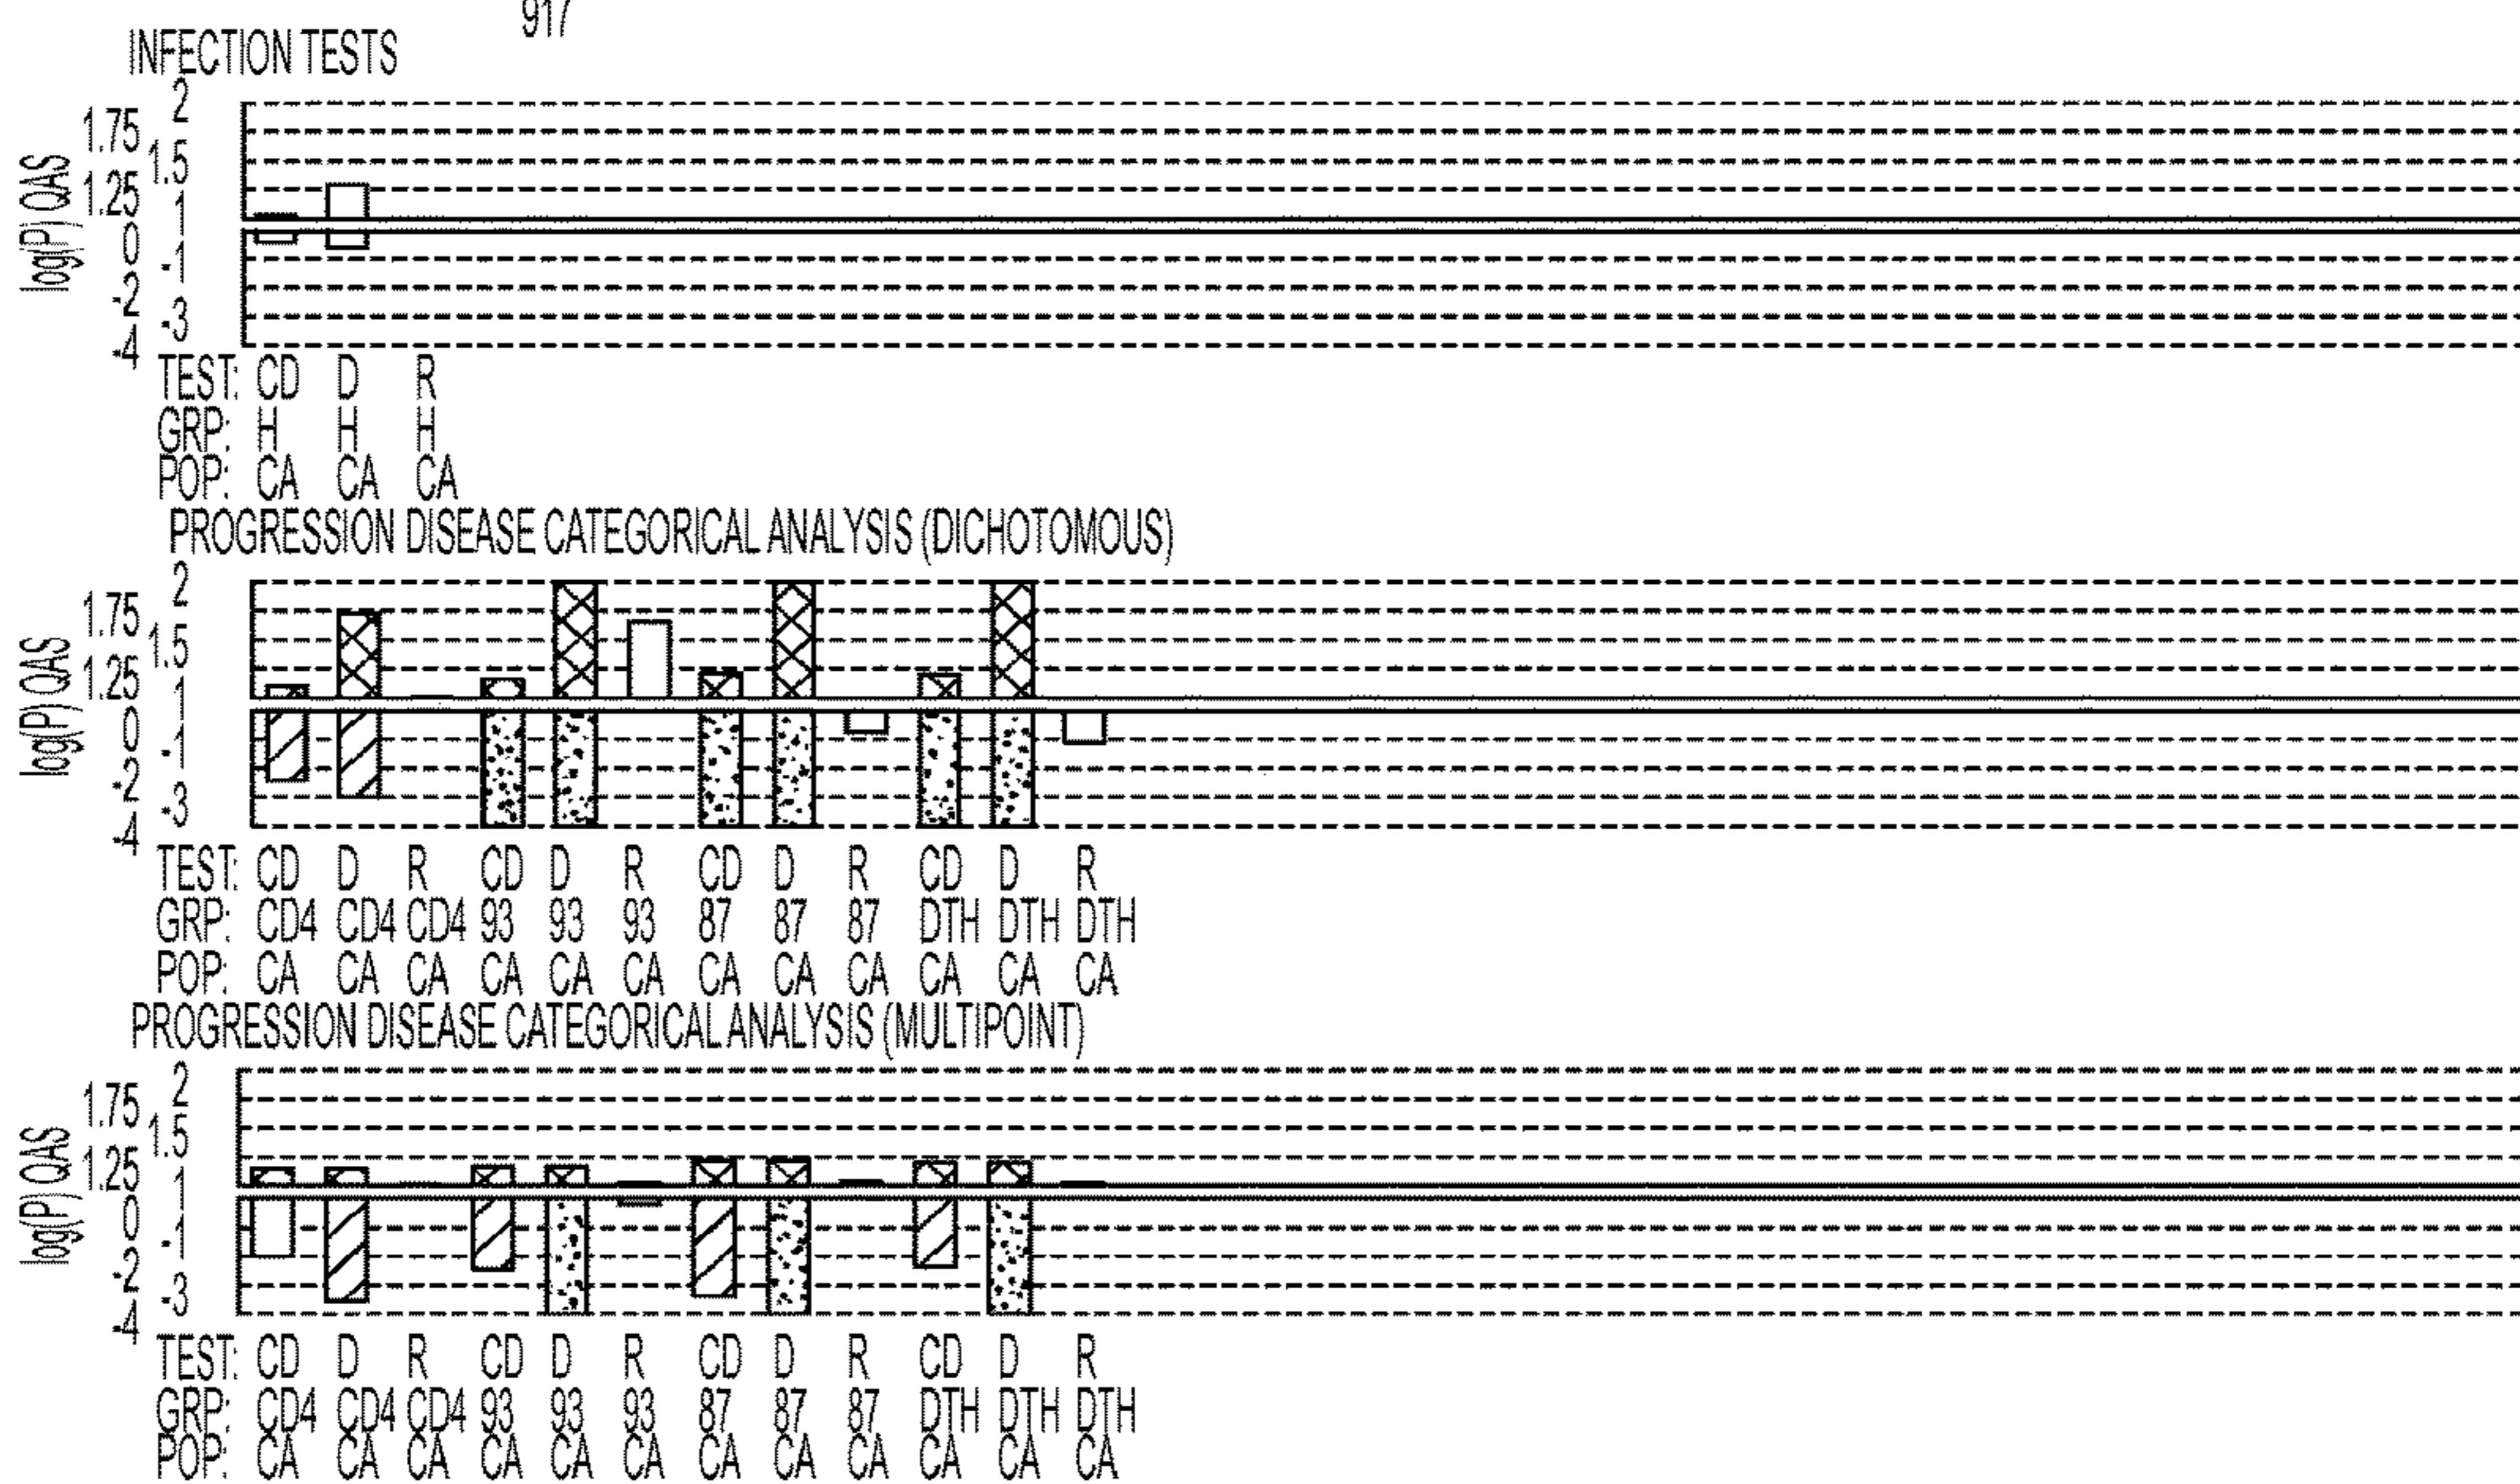 917
INFECTION TESTS
2
1.75
1.5
1.25
1
0
-1
-2
-3
-4
log(P) QAS
TEST: CD D R
GRP: H H H
POP: CA CA CA
PROGRESSION DISEASE CATEGORICAL ANALYSIS (DICHOTOMOUS)
2
1.75
1.5
1.25
1
0
-1
-2
-3
-4
log(P) QAS
TEST: CD D R CD D R CD D R CD D R
GRP: CD4 CD4 CD4 93 93 93 87 87 87 DTH DTH DTH
POP: CA CA CA CA CA CA CA CA CA CA CA CA
PROGRESSION DISEASE CATEGORICAL ANALYSIS (MULTIPOINT)
2
1.75
1.5
1.25
1
0
-1
-2
-3
-4
log(P) QAS
TEST: CD D R CD D R CD D R CD D R
GRP: CD4 CD4 CD4 93 93 93 87 87 87 DTH DTH DTH
POP: CA CA CA CA CA CA CA CA CA CA CA CA